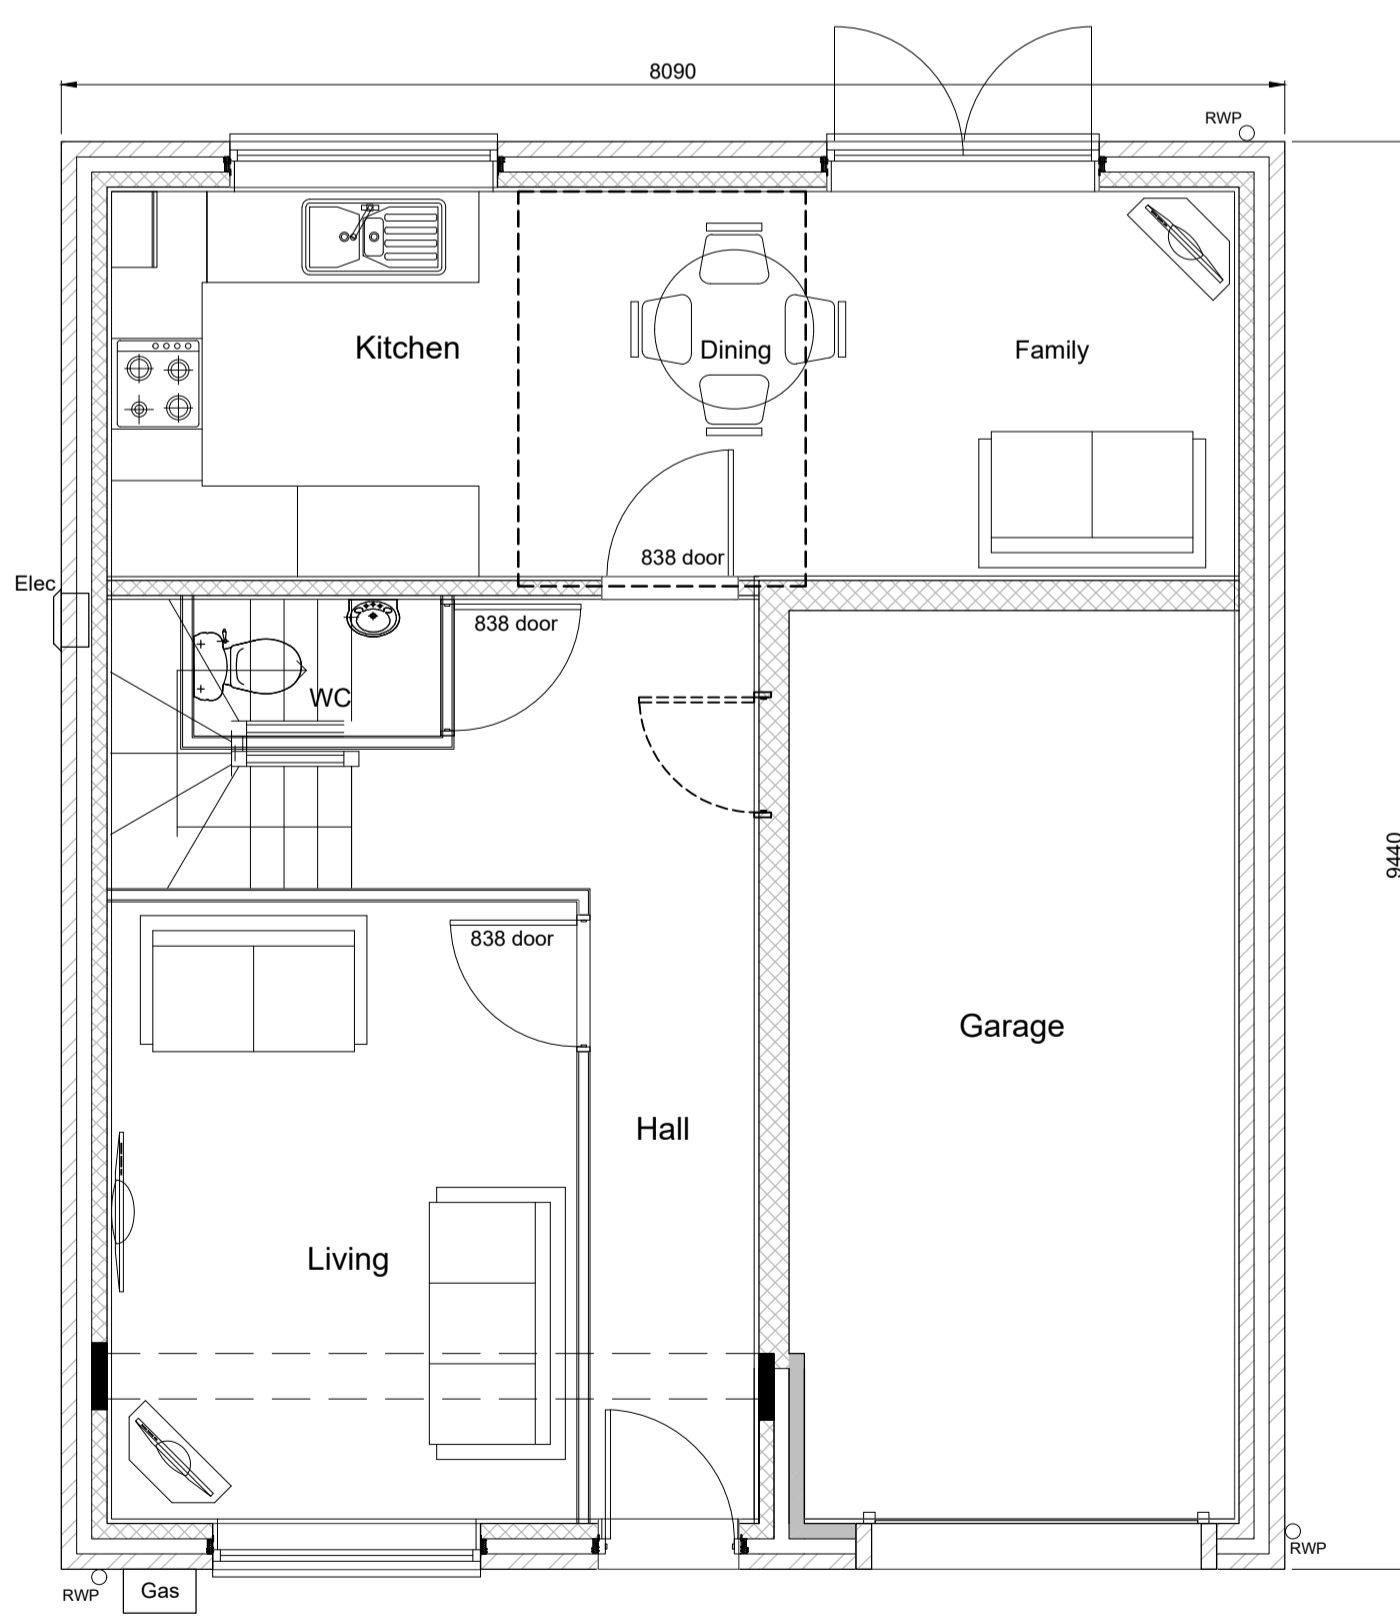 8090
RWP
Kitchen
Dining
Family
838 door
Elec
838 door
WC
9440
838 door
Garage
Hall
Living
RWP
RWP
Gas